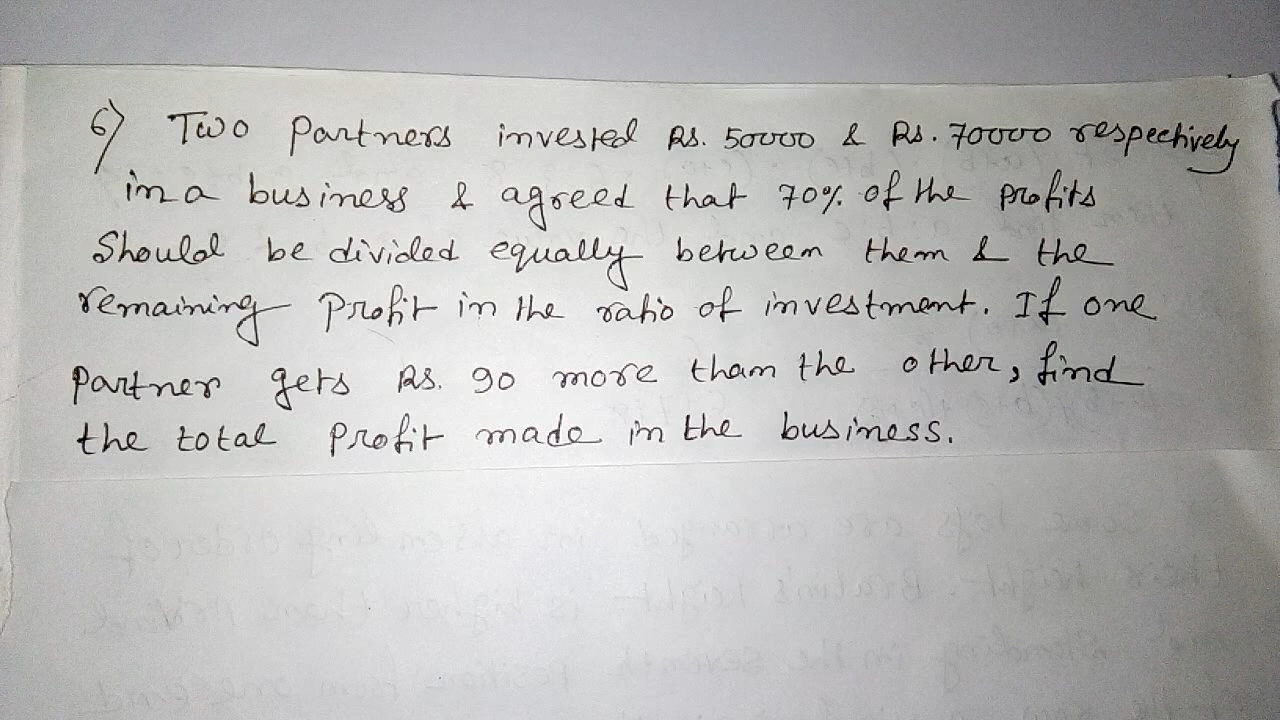 6) Two Partners invested Rs. 50000 & Rs. 70000 respectively
in a business & agreed that 70% of the profits
Should be divided equally between them & the
remaining Profit in the ratio of investment. If one
Partner gets Rs. 90 more than the other, find
the total Profit made in the business.